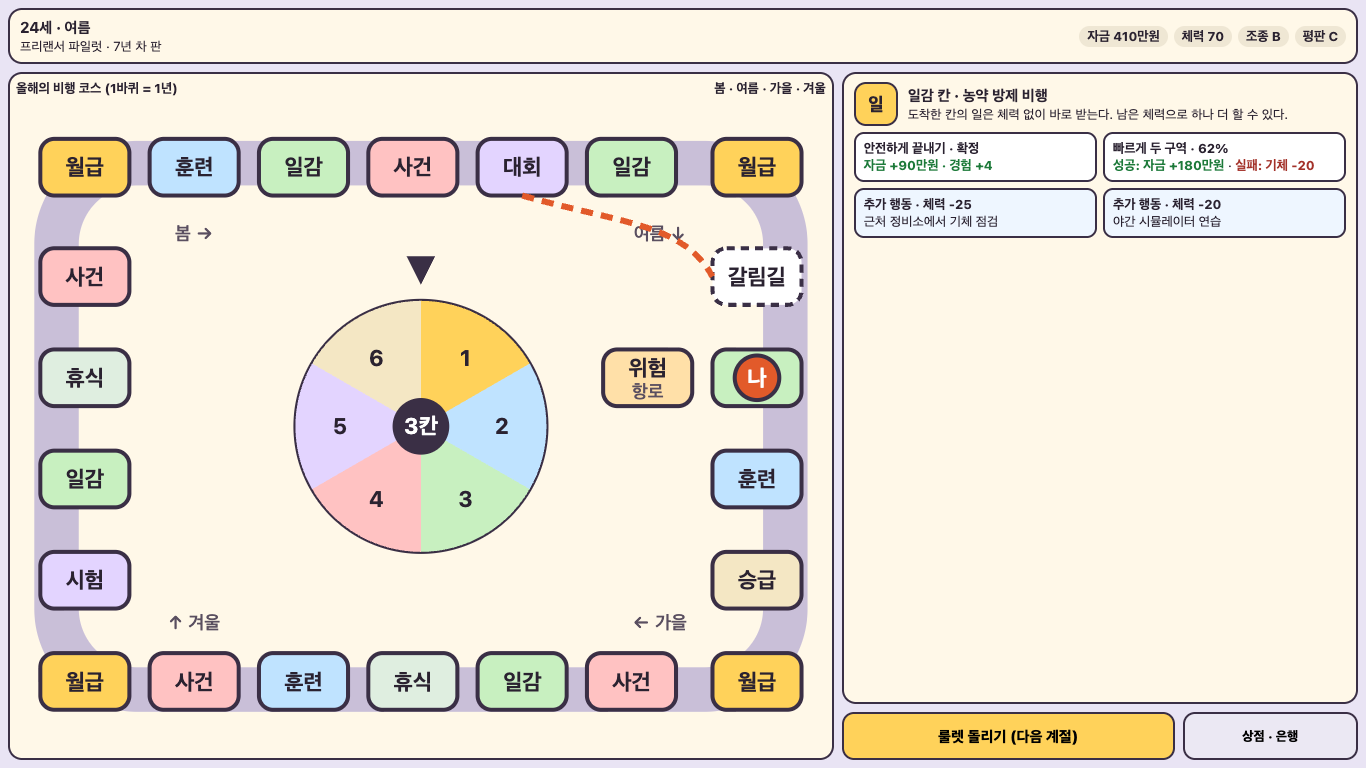 24세 · 여름
프리랜서 파일럿 · 7년 차 판
자금 410만원
체력 70
조종 B
평판 C
올해의 비행 코스 (1바퀴 = 1년)
봄 · 여름 · 가을 · 겨울
월급
훈련
일감
사건
대회
일감
월급
봄 →
여름 ↓
사건
갈림길
휴식
위험
항로
나
일감
훈련
시험
승급
6
1
5
3칸
2
4
3
↑ 겨울
← 가을
월급
사건
훈련
휴식
일감
사건
월급
일
일감 칸 · 농약 방제 비행
도착한 칸의 일은 체력 없이 바로 받는다. 남은 체력으로 하나 더 할 수 있다.
안전하게 끝내기 · 확정
자금 +90만원 · 경험 +4
빠르게 두 구역 · 62%
성공: 자금 +180만원 · 실패: 기체 -20
추가 행동 · 체력 -25
근처 정비소에서 기체 점검
추가 행동 · 체력 -20
야간 시뮬레이터 연습
룰렛 돌리기 (다음 계절)
상점 · 은행